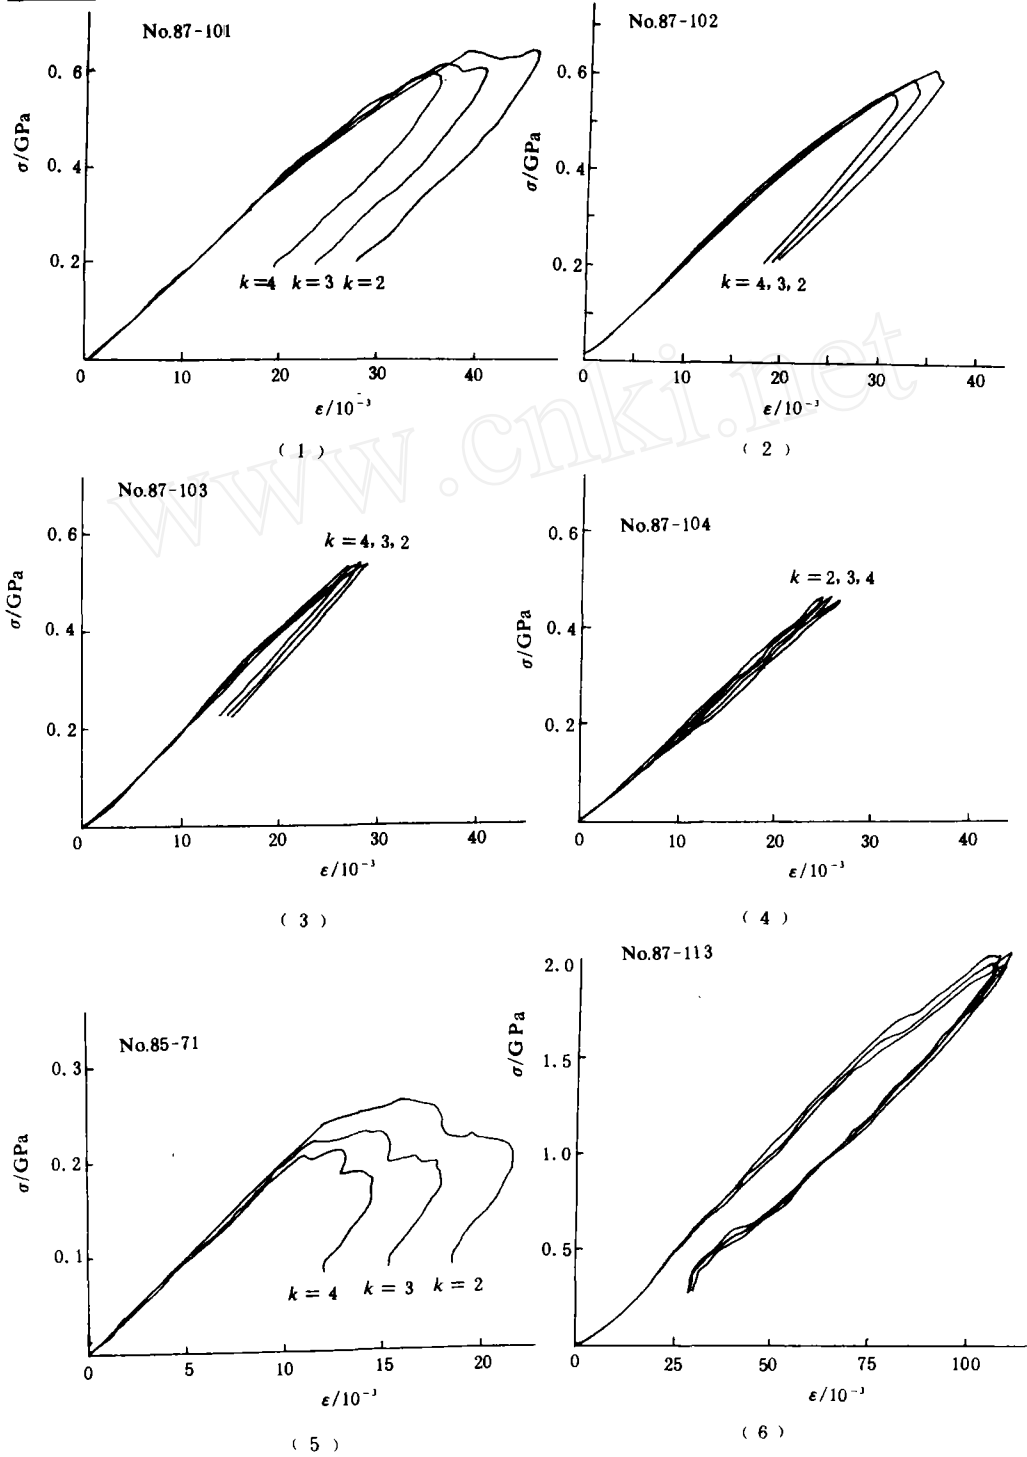 No.87-101
0.6
0.4
0.2
σ/GPa
k=4 k=3 k=2
0 10 20 30 40
ε/10⁻³
(1)
No.87-102
0.6
0.4
0.2
σ/GPa
k=4, 3, 2
0 10 20 30 40
ε/10⁻³
(2)
www.cnki.net
No.87-103
k=4, 3, 2
0.6
0.4
0.2
σ/GPa
0 10 20 30 40
ε/10⁻³
(3)
No.87-104
k=2, 3, 4
0.6
0.4
0.2
σ/GPa
0 10 20 30 40
ε/10⁻³
(4)
No.85-71
0.3
0.2
0.1
σ/GPa
k=4 k=3 k=2
0 5 10 15 20
ε/10⁻³
(5)
No.87-113
2.0
1.5
1.0
0.5
σ/GPa
0 25 50 75 100
ε/10⁻³
(6)